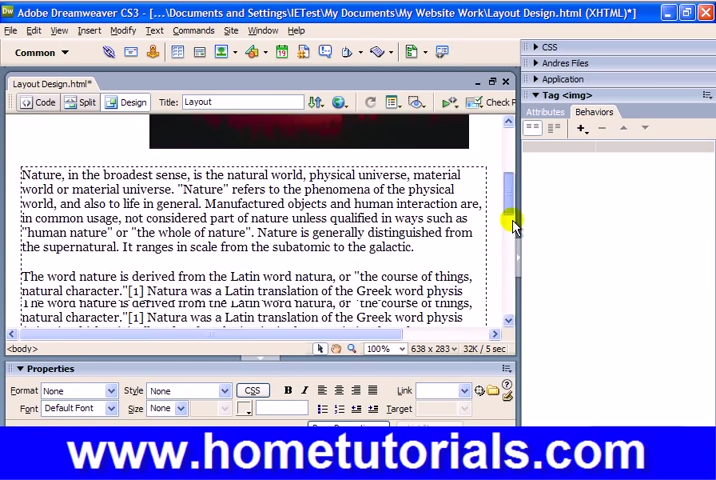 Adobe Dreamweaver CS3 - [...\Documents and Settings\IETest\My Documents\My Website Work\Layout Design.html (XHTML)*]
File Edit View Insert Modify Text Commands Site Window Help
Common
CSS
Andres Files
Application
Tag <img>
Attributes Behaviors
Layout Design.html*
Code Split Design Title: Layout Check P
Nature, in the broadest sense, is the natural world, physical universe, material
world or material universe. "Nature" refers to the phenomena of the physical
world, and also to life in general. Manufactured objects and human interaction are,
in common usage, not considered part of nature unless qualified in ways such as
"human nature" or "the whole of nature". Nature is generally distinguished from
the supernatural. It ranges in scale from the subatomic to the galactic.
The word nature is derived from the Latin word natura, or "the course of things,
natural character."[1] Natura was a Latin translation of the Greek word physis
The word nature is derived from the Latin word natura, or "the course of things,
natural character."[1] Natura was a Latin translation of the Greek word physis
<body> 100% 638 x 283 32K / 5 sec
Properties
Format None Style None CSS B I Link
Font Default Font Size None Target
www.hometutorials.com